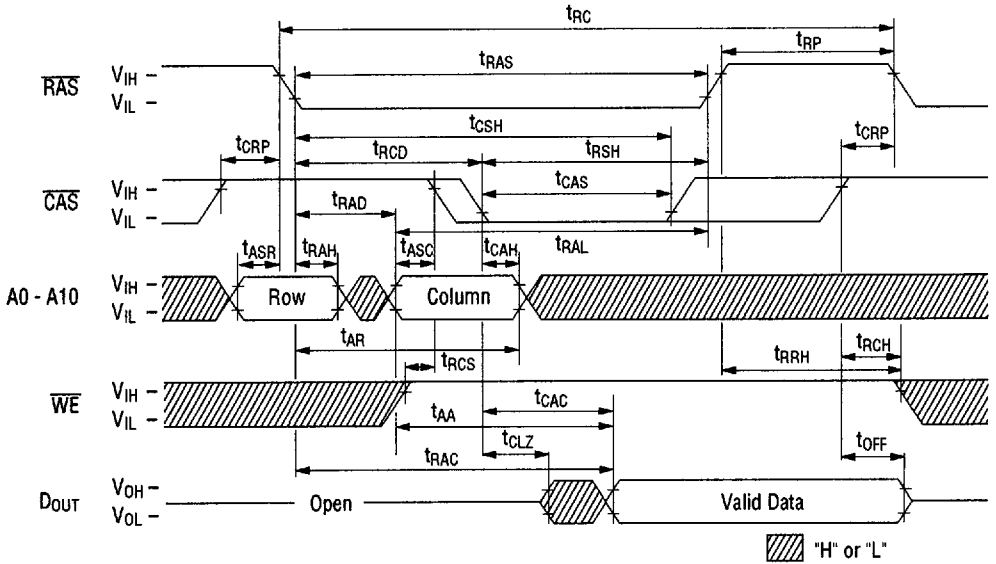 tRC
tRP
RAS
VIH
VIL
tRAS
tCSH
tCRP
tRCD
tRSH
tCRP
CAS
VIH
VIL
tCAS
tRAD
tRAL
tASR
tRAH
tASC
tCAH
A0 - A10
VIH
VIL
Row
Column
tAR
tRCS
tRCH
tRRH
WE
VIH
VIL
tCAC
tAA
tCLZ
tOFF
tRAC
DOUT
VOH
VOL
Open
Valid Data
"H" or "L"